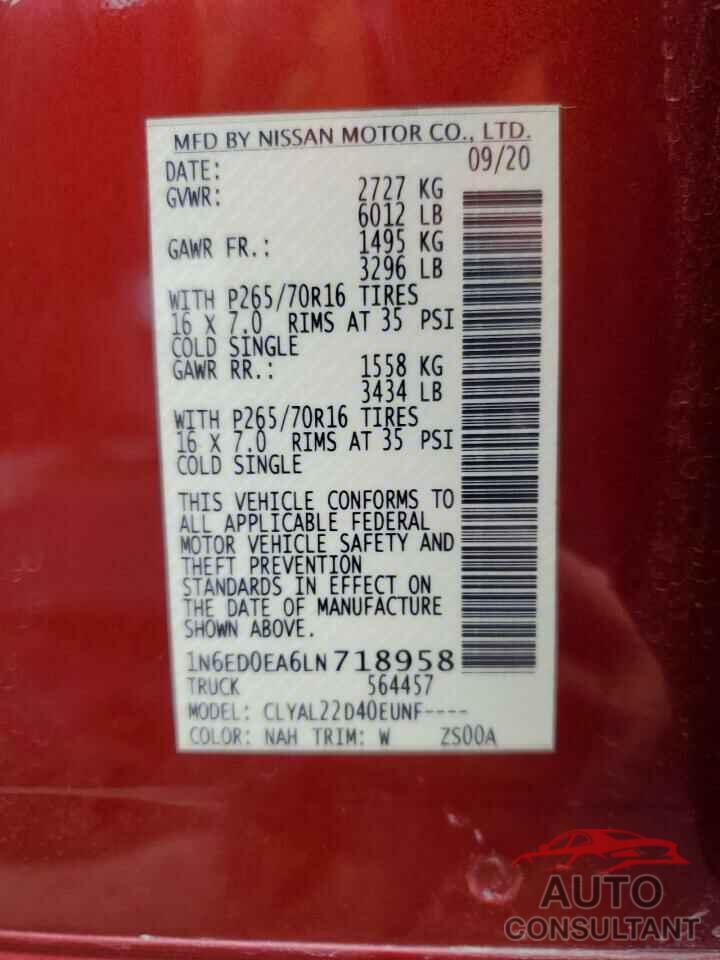 MFD BY NISSAN MOTOR CO., LTD.
DATE: 09/20
GVWR: 2727 KG
6012 LB
GAWR FR.: 1495 KG
3296 LB
WITH P265/70R16 TIRES
16 X 7.0 RIMS AT 35 PSI
COLD SINGLE
GAWR RR.: 1558 KG
3434 LB
WITH P265/70R16 TIRES
16 X 7.0 RIMS AT 35 PSI
COLD SINGLE
THIS VEHICLE CONFORMS TO
ALL APPLICABLE FEDERAL
MOTOR VEHICLE SAFETY AND
THEFT PREVENTION
STANDARDS IN EFFECT ON
THE DATE OF MANUFACTURE
SHOWN ABOVE.
1N6ED0EA6LN718958
TRUCK 564457
MODEL: CLYAL22D40EUNF----
COLOR: NAH TRIM: W ZS00A
AUTO
CONSULTANT